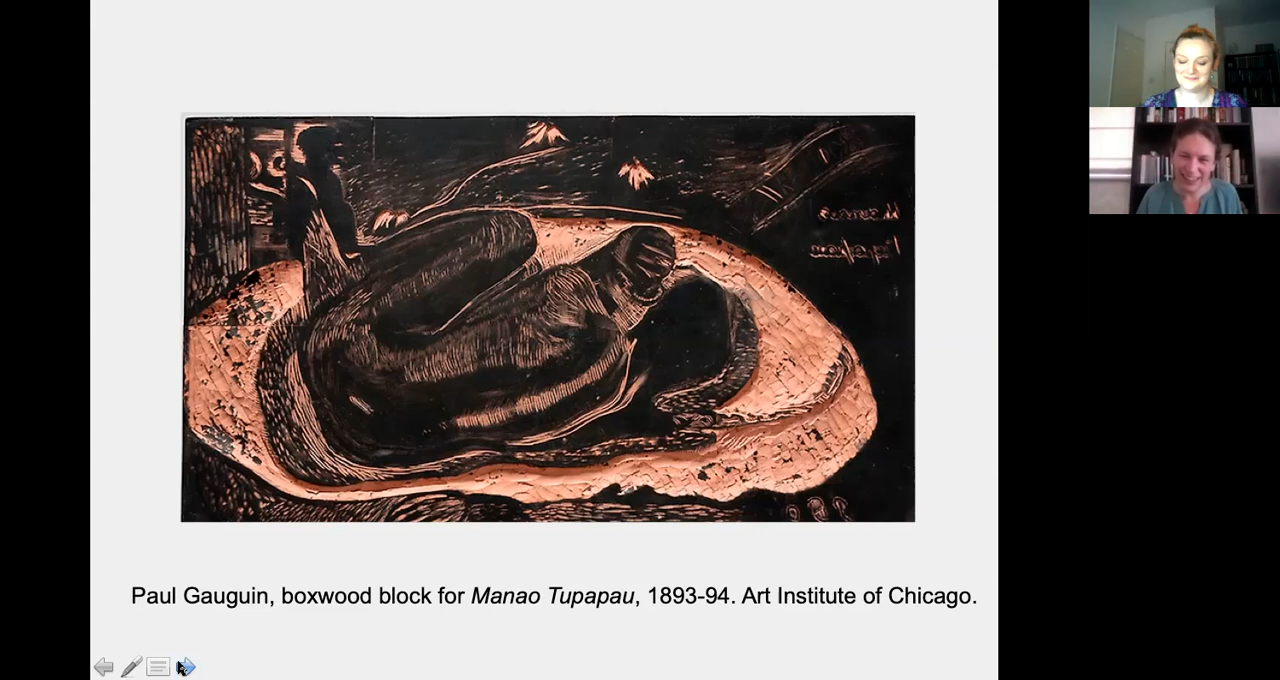 Paul Gauguin, boxwood block for Manao Tupapau, 1893-94. Art Institute of Chicago.